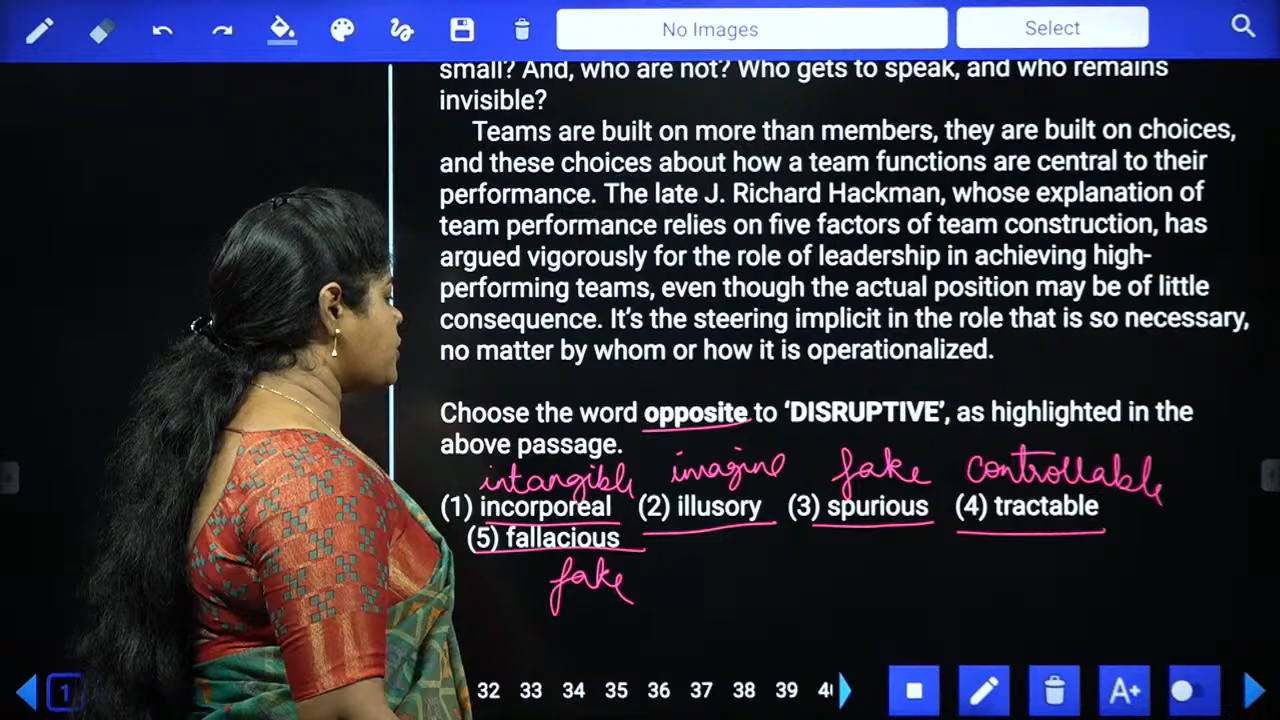 No Images
Select
small? And, who are not? Who gets to speak, and who remains
invisible?
Teams are built on more than members, they are built on choices,
and these choices about how a team functions are central to their
performance. The late J. Richard Hackman, whose explanation of
team performance relies on five factors of team construction, has
argued vigorously for the role of leadership in achieving high-
performing teams, even though the actual position may be of little
consequence. It's the steering implicit in the role that is so necessary,
no matter by whom or how it is operationalized.
Choose the word opposite to ‘DISRUPTIVE’, as highlighted in the
above passage.
intangible imagine fake controllable
(1) incorporeal (2) illusory (3) spurious (4) tractable
(5) fallacious
fake
1 32 33 34 35 36 37 38 39 A+